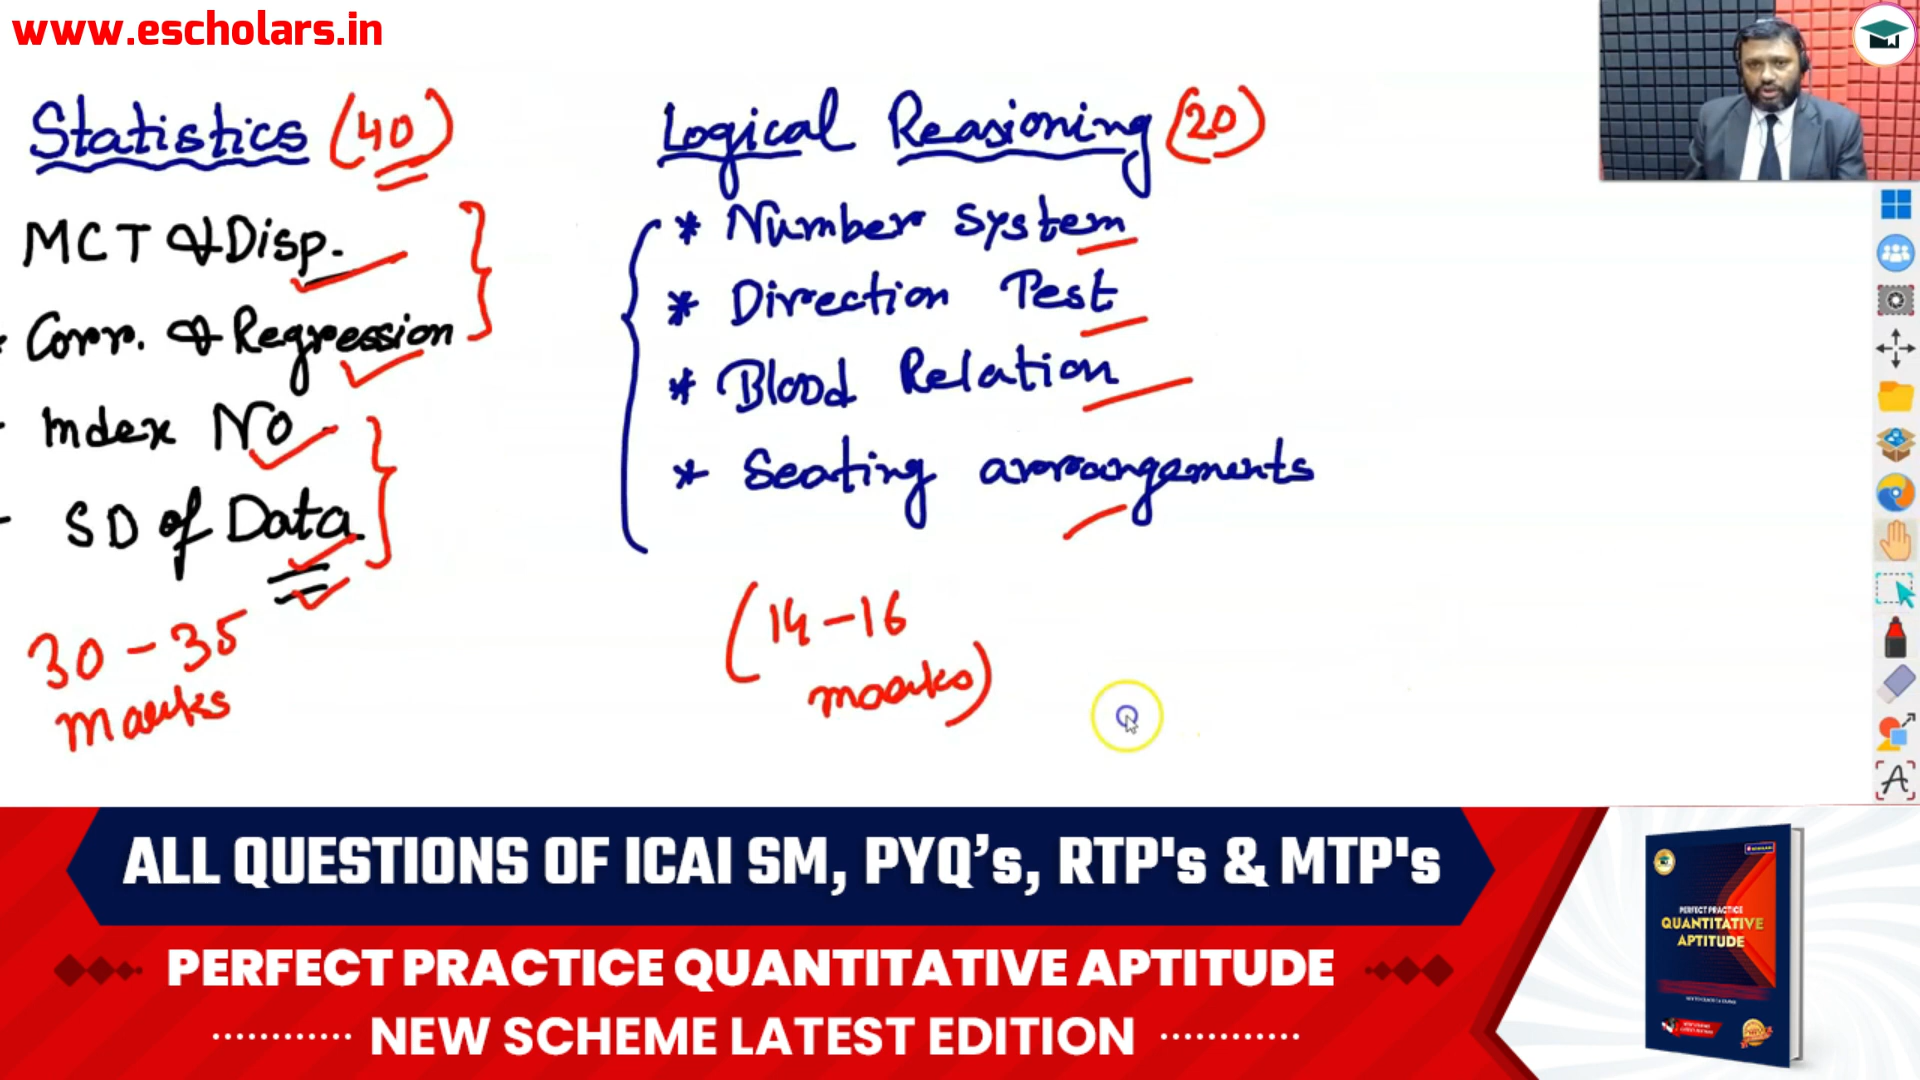 www.escholars.in
Statistics (40)
MCT & Disp.
Corr. & Regression
Index No
SD of Data.
30-35
Marks
Logical Reasoning (20)
* Number System
* Direction Test
* Blood Relation
* Seating arrangements
(14-16
marks)
A
ALL QUESTIONS OF ICAI SM, PYQ’s, RTP's & MTP's
PERFECT PRACTICE QUANTITATIVE APTITUDE
NEW SCHEME LATEST EDITION
PERFECT PRACTICE
QUANTITATIVE
APTITUDE